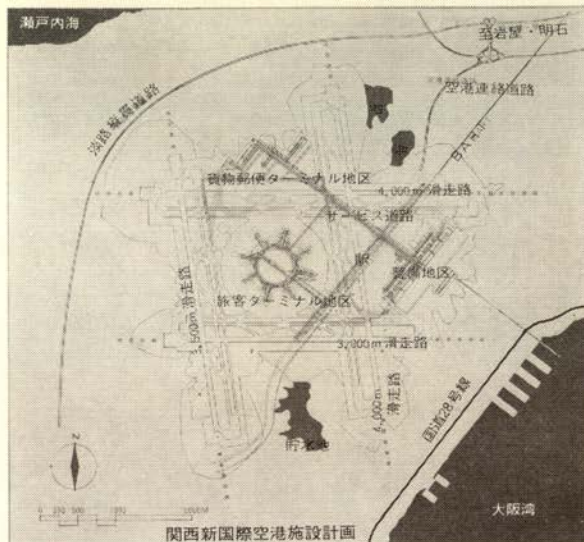 瀬戸内海
至岩屋・明石
空港連絡道路
淡路縦貫道路
貨物郵便ターミナル地区
4,000m滑走路
サービス道路
駅
整備地区
旅客ターミナル地区
3,500m滑走路
3,000m滑走路
4,000m滑走路
国道28号線
貯水池
大阪湾
関西新国際空港施設計画